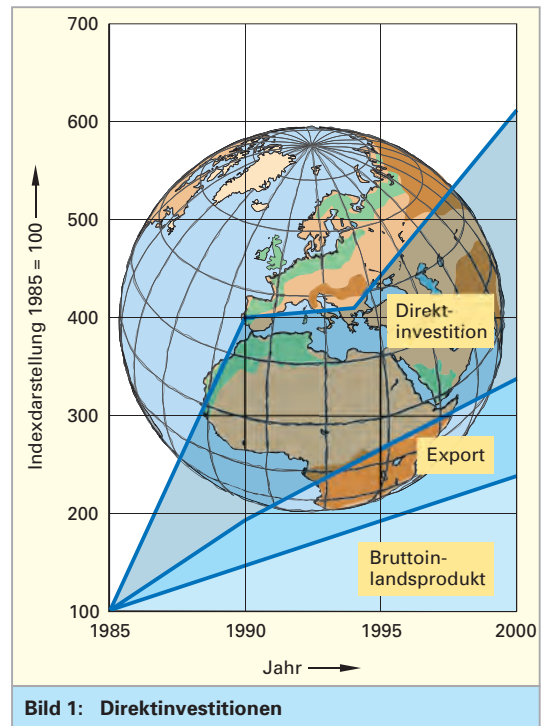 700
600
500
400
300
200
100
Indexdarstellung 1985 = 100
Direkt-
investition
Export
Bruttoin-
landsprodukt
1985
1990
1995
2000
Jahr
Bild 1: Direktinvestitionen